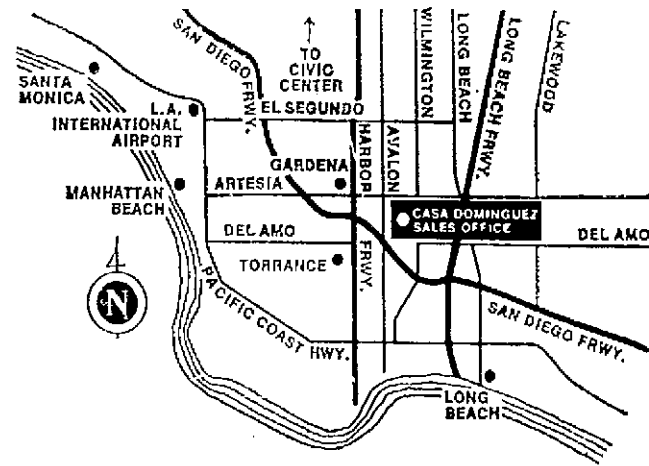 SANTA
MONICA
L.A.
INTERNATIONAL
AIRPORT
MANHATTAN
BEACH
SAN DIEGO FRWY.
TO
CIVIC
CENTER
EL SEGUNDO
GARDENA
ARTESIA
DEL AMO
TORRANCE
HARBOR
FRWY.
AVALON
WILMINGTON
LONG BEACH
LONG BEACH FRWY.
LAKEWOOD
CASA DOMINGUEZ
SALES OFFICE
DEL AMO
PACIFIC COAST
HWY.
SAN DIEGO FRWY.
LONG
BEACH
N